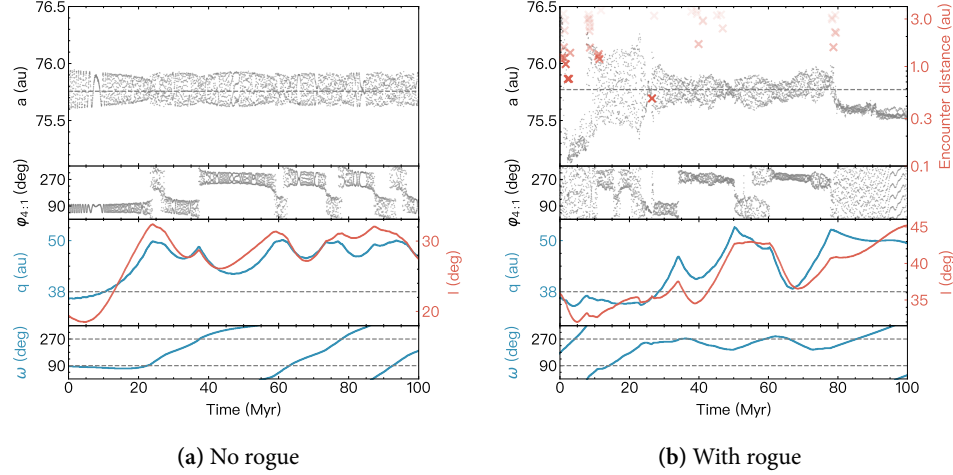 76.5
76.0
75.5
a (au)
270
90
φ4:1 (deg)
50
38
q (au)
30
20
I (deg)
270
90
ω (deg)
0 20 40 60 80 100
Time (Myr)
(a) No rogue
76.5
76.0
75.5
a (au)
3.0
1.0
0.3
0.1
Encounter distance (au)
270
90
φ4:1 (deg)
50
38
q (au)
45
40
35
I (deg)
270
90
ω (deg)
0 20 40 60 80 100
Time (Myr)
(b) With rogue